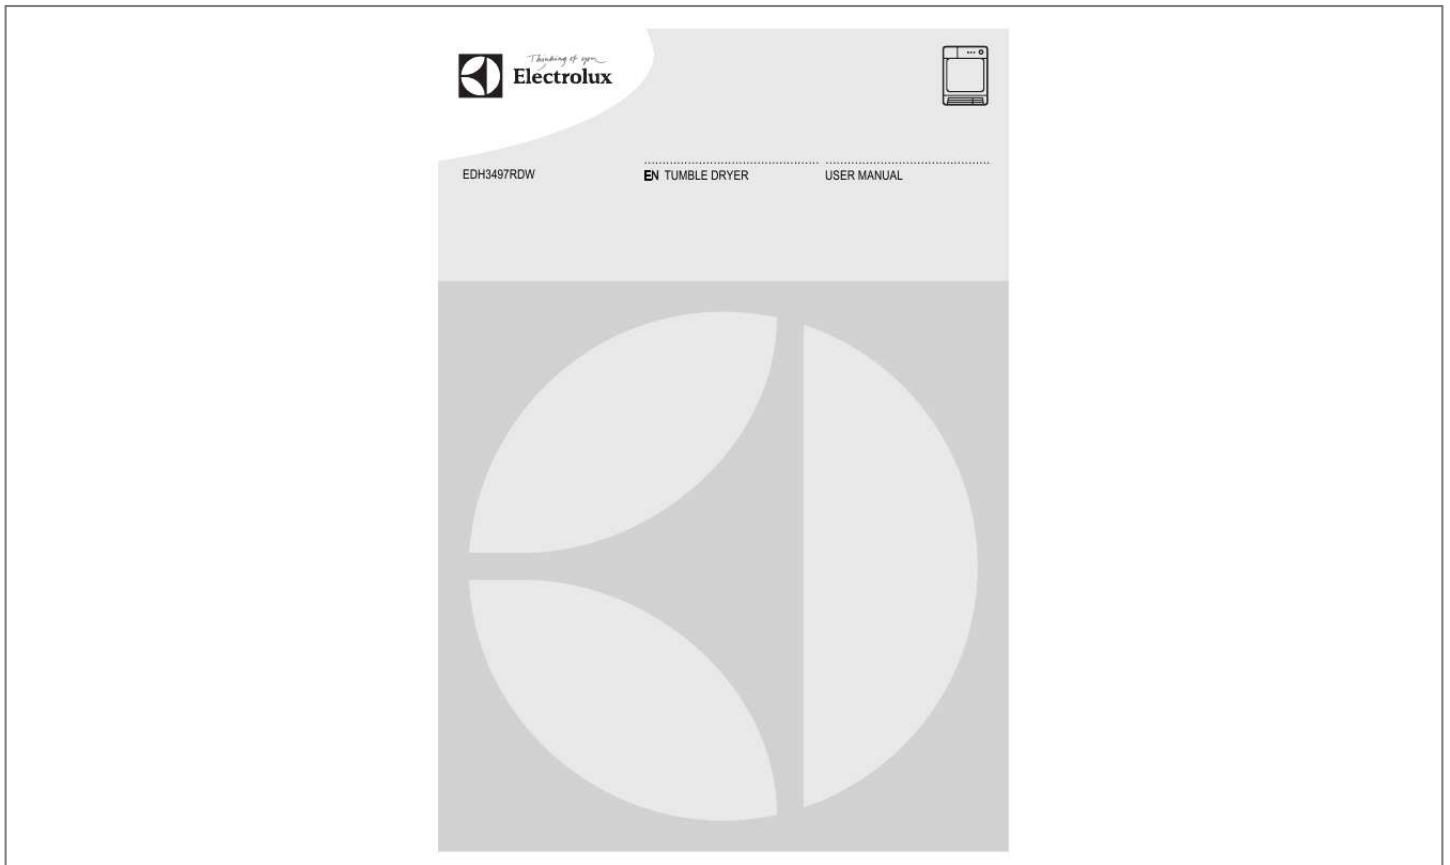 Thinking of you
Electrolux
EDH3497RDW
EN TUMBLE DRYER
USER MANUAL